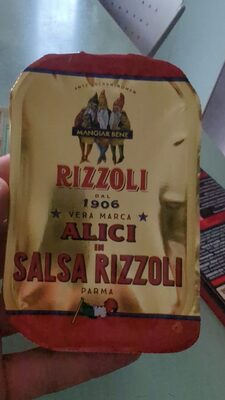 MANGIAR BENE
RIZZOLI
DAL
1906
VERA MARCA
ALICI
IN
SALSA RIZZOLI
PARMA